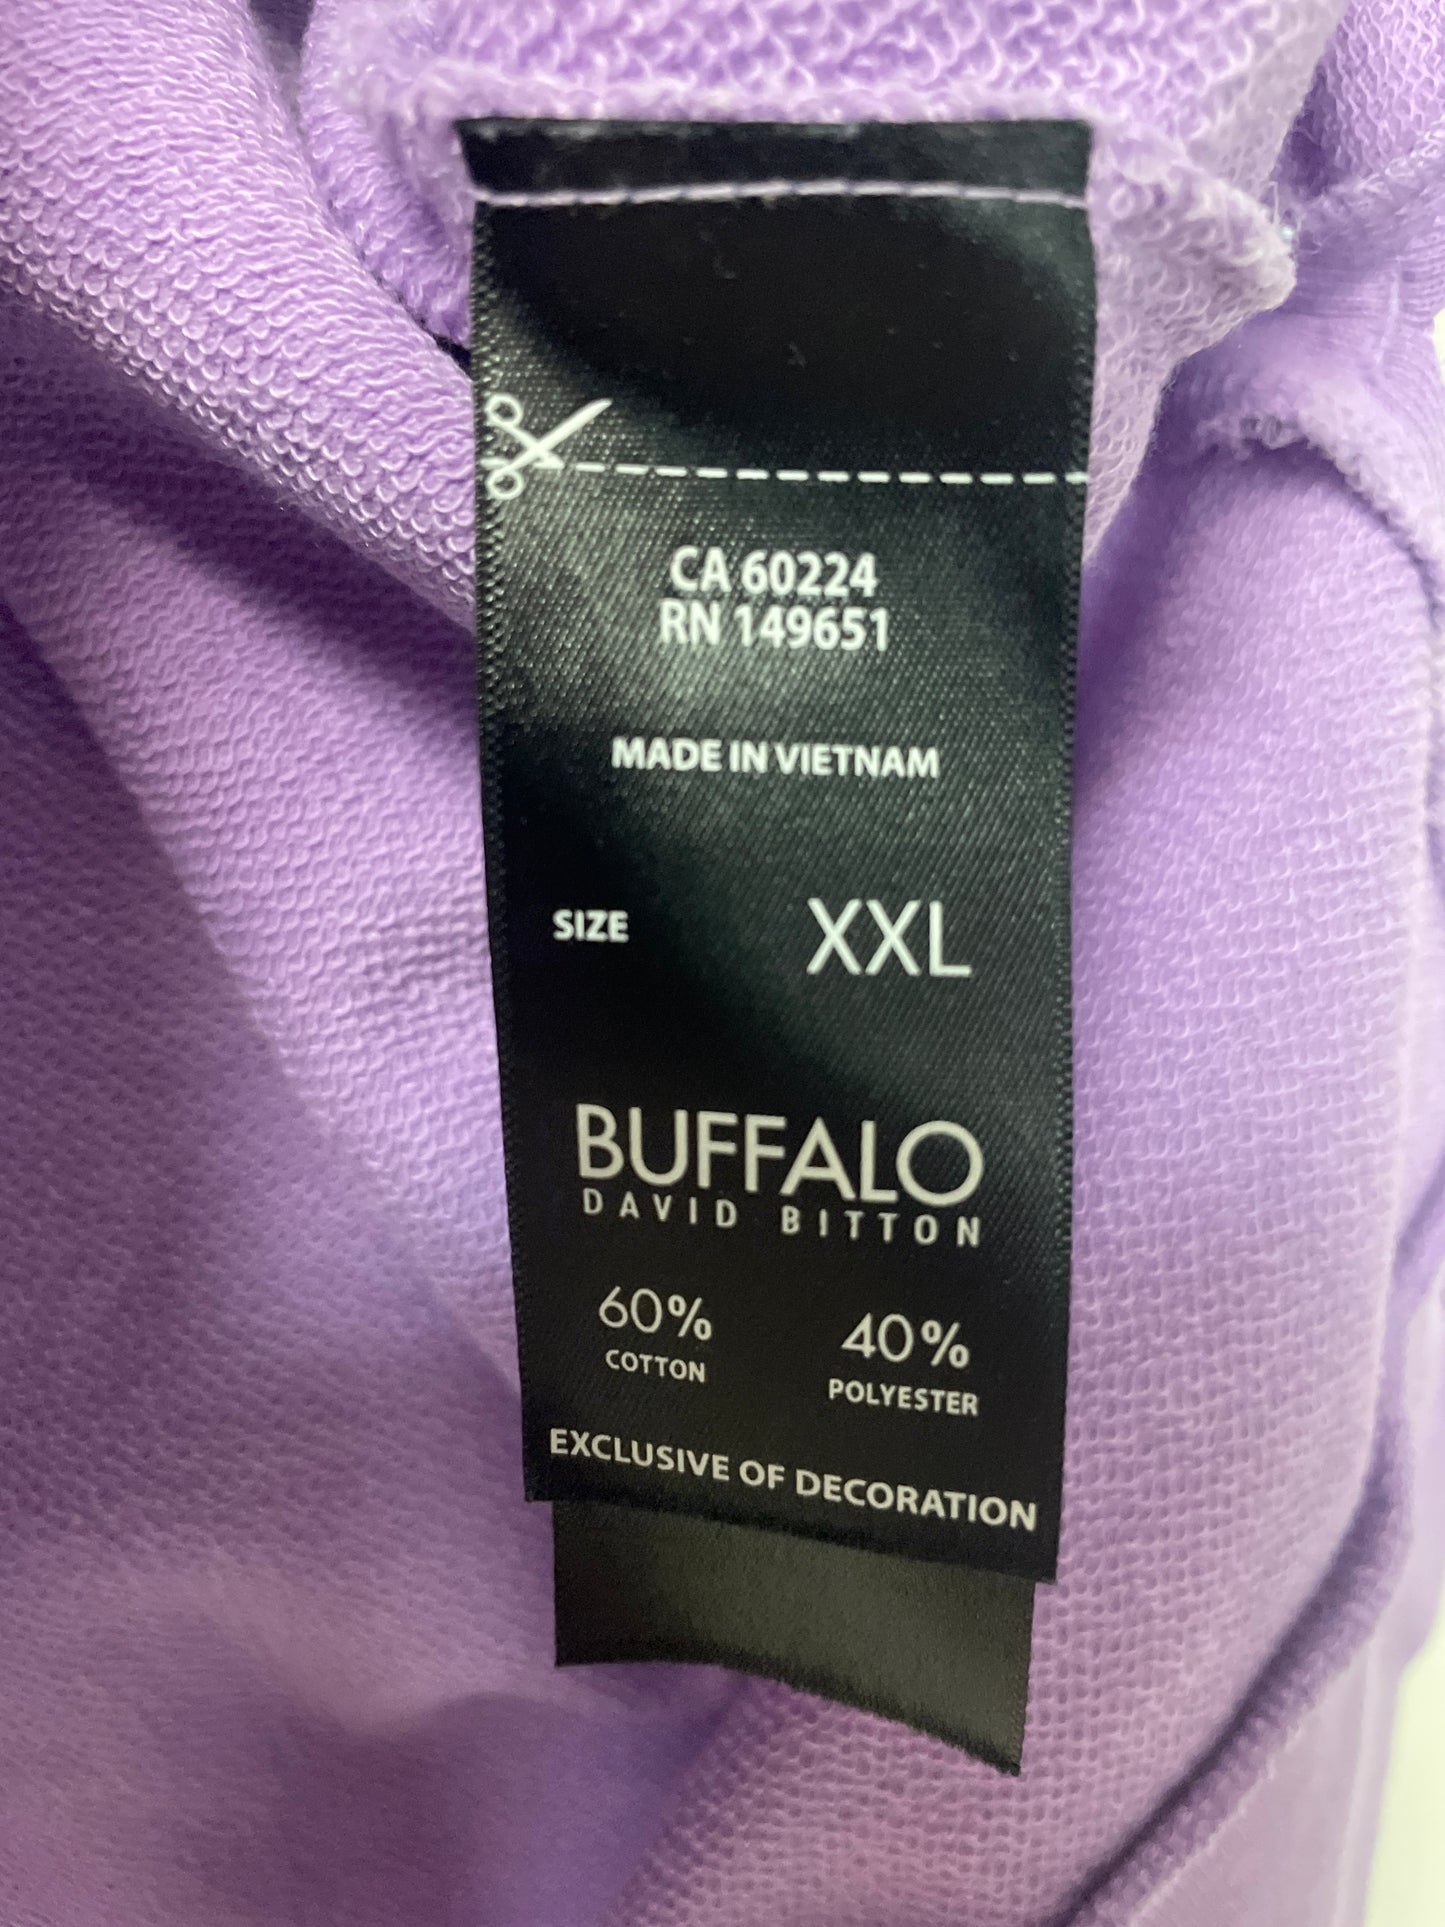 CA 60224
RN 149651
MADE IN VIETNAM
SIZE XXL
BUFFALO
DAVID BITTON
60% 40%
COTTON POLYESTER
EXCLUSIVE OF DECORATION